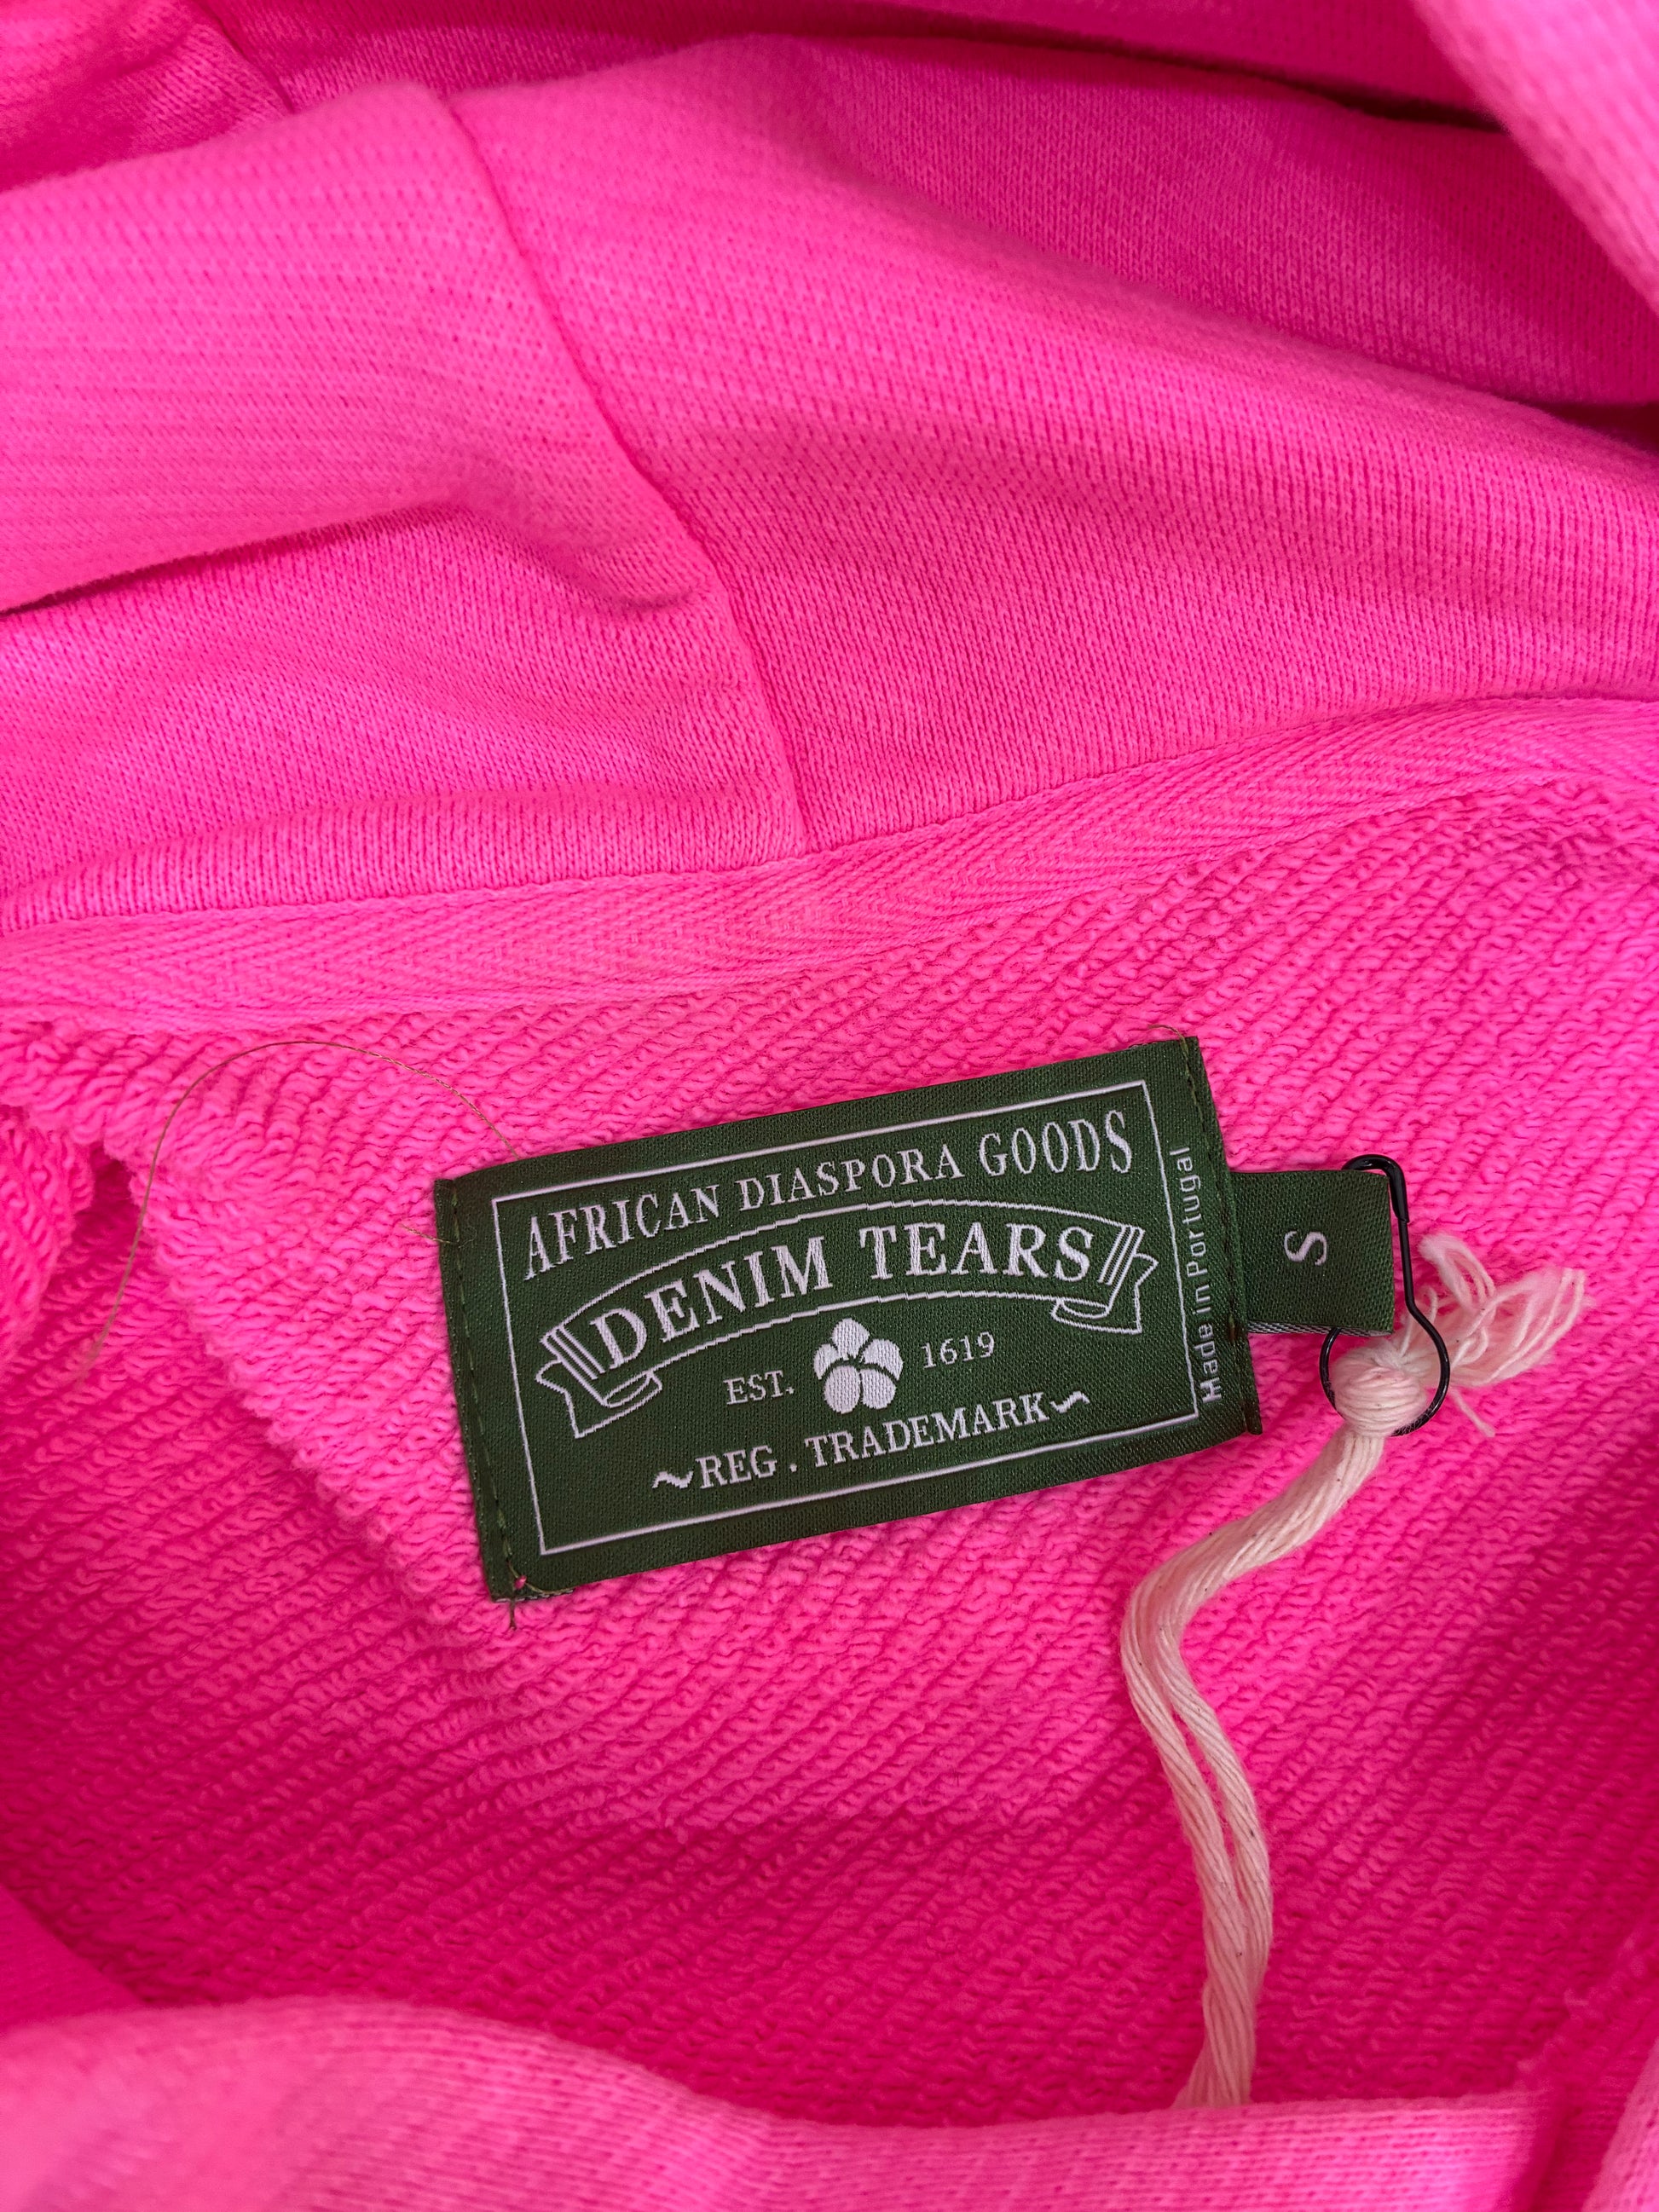 AFRICAN DIASPORA GOODS
DENIM TEARS
EST. 1619
~REG . TRADEMARK~
Made in Portugal
S